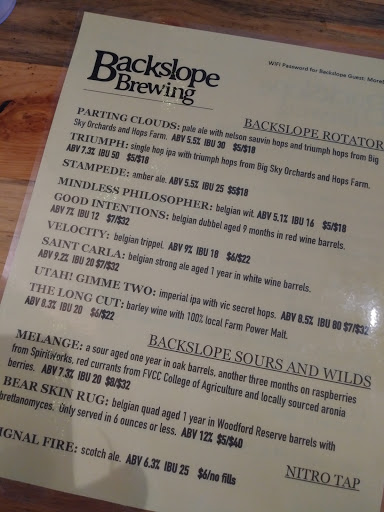 Backslope
Brewing
WiFi Password for Backslope Guest: More
BACKSLOPE ROTATOR
PARTING CLOUDS: pale ale with nelson sauvin hops and triumph hops from Big
Sky Orchards and Hops Farm. ABV 5.5% IBU 30 $5/$18
TRIUMPH: single hop ipa with triumph hops from Big Sky Orchards and Hops Farm.
ABV 7.3% IBU 50 $5/$18
STAMPEDE: amber ale. ABV 5.5% IBU 25 $5$18
MINDLESS PHILOSOPHER: belgian wit. ABV 5.1% IBU 16 $5/$18
GOOD INTENTIONS: belgian dubbel aged 9 months in red wine barrels.
ABV 7% IBU 12 $7/$32
VELOCITY: belgian trippel. ABV 9% IBU 18 $6/$22
SAINT CARLA: belgian strong ale aged 1 year in white wine barrels.
ABV 9.2% IBU 20 $7/$32
UTAH! GIMME TWO: imperial ipa with vic secret hops. ABV 8.5% IBU 80 $7/$32
THE LONG CUT: barley wine with 100% local Farm Power Malt.
ABV 8.3% IBU 20 $6/$22
BACKSLOPE SOURS AND WILDS
MELANGE: a sour aged one year in oak barrels, another three months on raspberries
from SpiritWorks, red currants from FVCC College of Agriculture and locally sourced aronia
berries. ABV 7.3% IBU 20 $8/$32
BEAR SKIN RUG: belgian quad aged 1 year in Woodford Reserve barrels with
brettanomyces. Only served in 6 ounces or less. ABV 12% $5/$40
NITRO TAP
IGNAL FIRE: scotch ale. ABV 6.3% IBU 25 $6/no fills